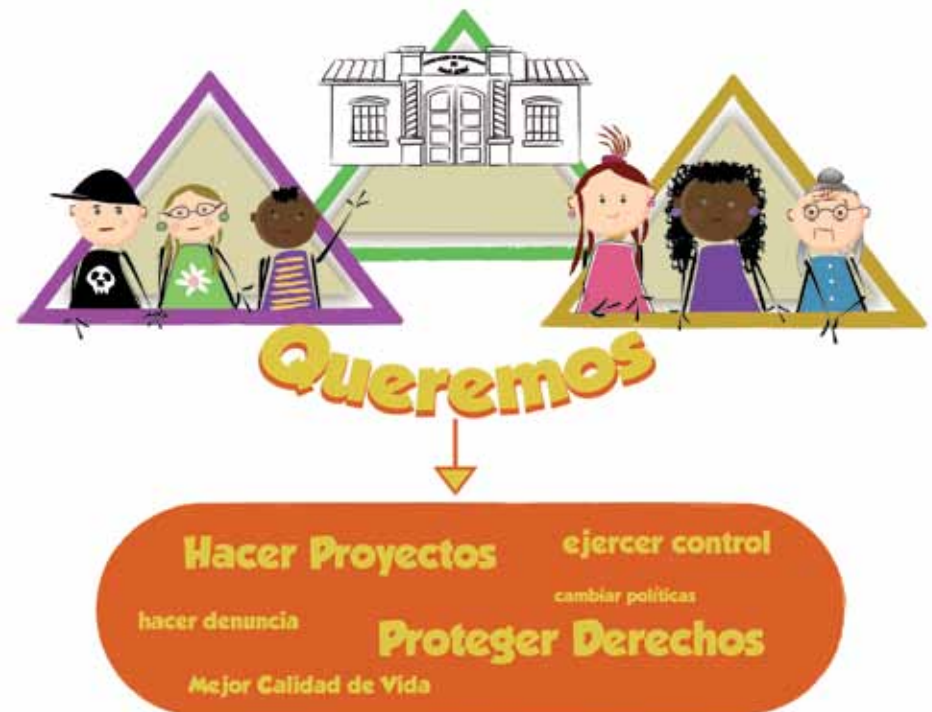 Queremos
Hacer Proyectos
ejercer control
cambiar políticas
hacer denuncia
Proteger Derechos
Mejor Calidad de Vida